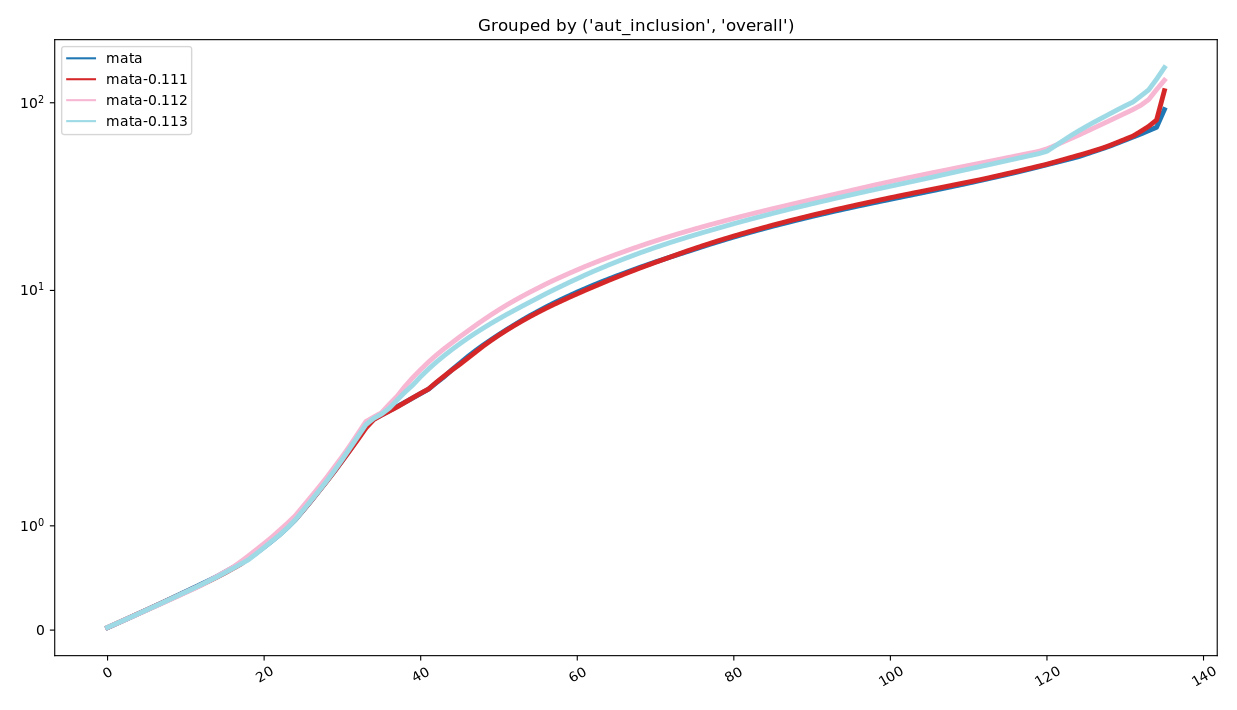 Grouped by ('aut_inclusion', 'overall')
mata
mata-0.111
mata-0.112
mata-0.113
10²
10¹
10⁰
0
0
20
40
60
80
100
120
140